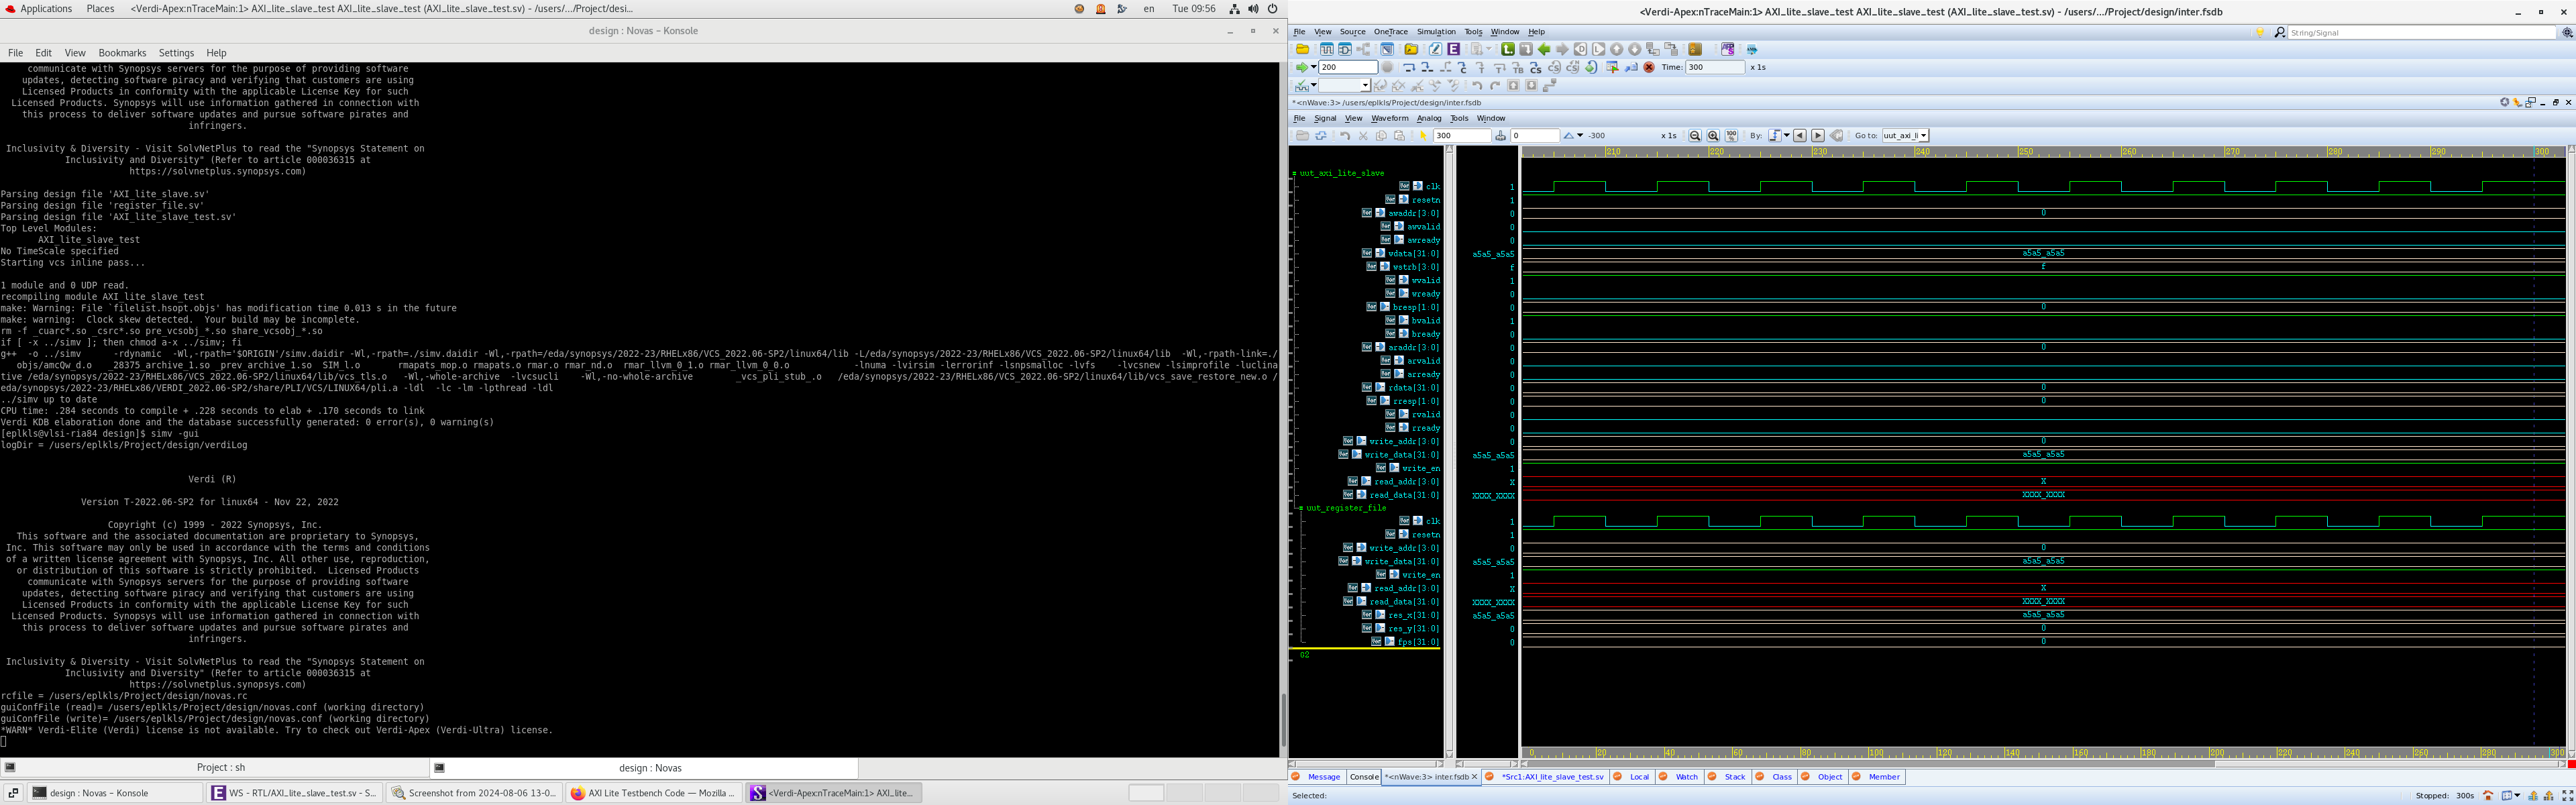 Applications Places <Verdi-Apex:nTraceMain:1> AXI_lite_slave_test AXI_lite_slave_test (AXI_lite_slave_test.sv) - /users/.../Project/desi... en Tue 09:56
design : Novas – Konsole
File Edit View Bookmarks Settings Help
communicate with Synopsys servers for the purpose of providing software
updates, detecting software piracy and verifying that customers are using
Licensed Products in conformity with the applicable License Key for such
Licensed Products. Synopsys will use information gathered in connection with
this process to deliver software updates and pursue software pirates and
infringers.
Inclusivity & Diversity - Visit SolvNetPlus to read the "Synopsys Statement on
Inclusivity and Diversity" (Refer to article 000036315 at
https://solvnetplus.synopsys.com)
Parsing design file 'AXI_lite_slave.sv'
Parsing design file 'register_file.sv'
Parsing design file 'AXI_lite_slave_test.sv'
Top Level Modules:
AXI_lite_slave_test
No TimeScale specified
Starting vcs inline pass...
1 module and 0 UDP read.
recompiling module AXI_lite_slave_test
make: Warning: File `filelist.hsopt.objs' has modification time 0.013 s in the future
make: warning:  Clock skew detected.  Your build may be incomplete.
rm -f _cuarc*.so _csrc*.so pre_vcsobj_*.so share_vcsobj_*.so
if [ -x ../simv ]; then chmod a-x ../simv; fi
g++  -o ../simv      -rdynamic  -Wl,-rpath='$ORIGIN'/simv.daidir -Wl,-rpath=./simv.daidir -Wl,-rpath=/eda/synopsys/2022-23/RHELx86/VCS_2022.06-SP2/linux64/lib -L/eda/synopsys/2022-23/RHELx86/VCS_2022.06-SP2/linux64/lib  -Wl,-rpath-link=./
objs/amcQw_d.o   _28375_archive_1.so _prev_archive_1.so  SIM_l.o       rmapats_mop.o rmapats.o rmar.o rmar_nd.o  rmar_llvm_0_1.o rmar_llvm_0_0.o            -lnuma -lvirsim -lerrorinf -lsnpsmalloc -lvfs    -lvcsnew -lsimprofile -luclina
tive /eda/synopsys/2022-23/RHELx86/VCS_2022.06-SP2/linux64/lib/vcs_tls.o   -Wl,-whole-archive  -lvcsucli    -Wl,-no-whole-archive        _vcs_pli_stub_.o   /eda/synopsys/2022-23/RHELx86/VCS_2022.06-SP2/linux64/lib/vcs_save_restore_new.o /
eda/synopsys/2022-23/RHELx86/VERDI_2022.06-SP2/share/PLI/VCS/LINUX64/pli.a -ldl  -lc -lm -lpthread -ldl
../simv up to date
CPU time: .284 seconds to compile + .228 seconds to elab + .170 seconds to link
Verdi KDB elaboration done and the database successfully generated: 0 error(s), 0 warning(s)
[eplkls@vlsi-ria84 design]$ simv -gui
logDir = /users/eplkls/Project/design/verdiLog
Verdi (R)
Version T-2022.06-SP2 for linux64 - Nov 22, 2022
Copyright (c) 1999 - 2022 Synopsys, Inc.
This software and the associated documentation are proprietary to Synopsys,
Inc. This software may only be used in accordance with the terms and conditions
of a written license agreement with Synopsys, Inc. All other use, reproduction,
or distribution of this software is strictly prohibited.  Licensed Products
communicate with Synopsys servers for the purpose of providing software
updates, detecting software piracy and verifying that customers are using
Licensed Products in conformity with the applicable License Key for such
Licensed Products. Synopsys will use information gathered in connection with
this process to deliver software updates and pursue software pirates and
infringers.
Inclusivity & Diversity - Visit SolvNetPlus to read the "Synopsys Statement on
Inclusivity and Diversity" (Refer to article 000036315 at
https://solvnetplus.synopsys.com)
rcfile = /users/eplkls/Project/design/novas.rc
guiConfFile (read)= /users/eplkls/Project/design/novas.conf (working directory)
guiConfFile (write)= /users/eplkls/Project/design/novas.conf (working directory)
*WARN* Verdi-Elite (Verdi) license is not available. Try to check out Verdi-Apex (Verdi-Ultra) license.
Project : sh design : Novas
design : Novas – Konsole WS - RTL/AXI_lite_slave_test.sv - S... Screenshot from 2024-08-06 13-0... AXI Lite Testbench Code — Mozilla ... <Verdi-Apex:nTraceMain:1> AXI_lite...
<Verdi-Apex:nTraceMain:1> AXI_lite_slave_test AXI_lite_slave_test (AXI_lite_slave_test.sv) - /users/.../Project/design/inter.fsdb
File View Source OneTrace Simulation Tools Window Help String/Signal
200 Time: 300 x 1s
*<nWave:3> /users/eplkls/Project/design/inter.fsdb
File Signal View Waveform Analog Tools Window
300 0 -300 x 1s 100 % By: Go to: uut_axi_li
210 220 230 240 250 260 270 280 290 300
uut_axi_lite_slave
clk 1
resetn 1
awaddr[3:0] 0 0
awvalid 0
awready 0
wdata[31:0] a5a5_a5a5 a5a5_a5a5
wstrb[3:0] f f
wvalid 1
wready 0
bresp[1:0] 0 0
bvalid 1
bready 0
araddr[3:0] 0 0
arvalid 0
arready 0
rdata[31:0] 0 0
rresp[1:0] 0 0
rvalid 0
rready 0
write_addr[3:0] 0 0
write_data[31:0] a5a5_a5a5 a5a5_a5a5
write_en 1
read_addr[3:0] X X
read_data[31:0] XXXX_XXXX XXXX_XXXX
uut_register_file
clk 1
resetn 1
write_addr[3:0] 0 0
write_data[31:0] a5a5_a5a5 a5a5_a5a5
write_en 1
read_addr[3:0] X X
read_data[31:0] XXXX_XXXX XXXX_XXXX
res_x[31:0] a5a5_a5a5 a5a5_a5a5
res_y[31:0] 0 0
fps[31:0] 0 0
G2
0 20 40 60 80 100 120 140 160 180 200 220 240 260 280 300
Message Console *<nWave:3> inter.fsdb *Src1:AXI_lite_slave_test.sv Local Watch Stack Class Object Member
Selected: Stopped: 300s